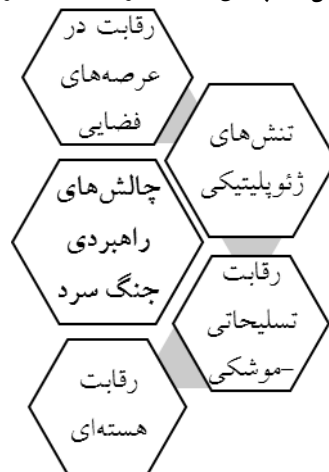 رقابت در
عرصه‌های
فضایی
تنش‌های
ژئوپلیتیکی
چالش‌های
راهبردی
جنگ سرد
رقابت
تسلیحاتی
-موشکی
رقابت
هسته‌ای